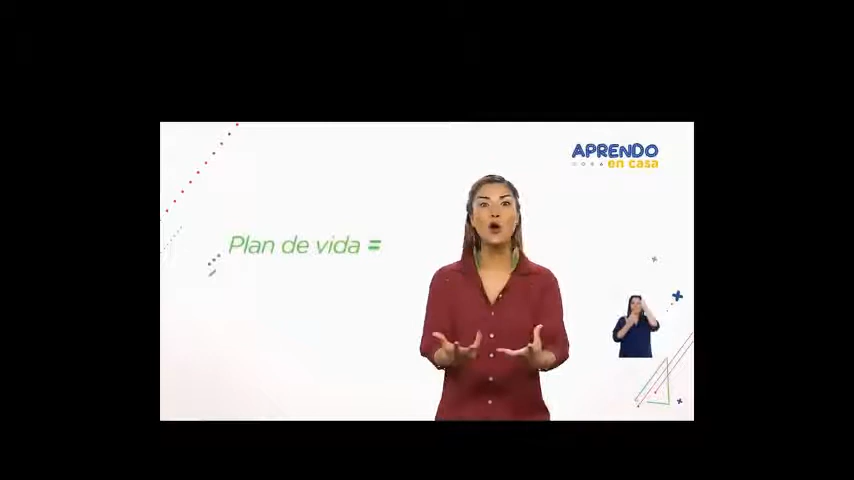 APRENDO
en casa
Plan de vida =